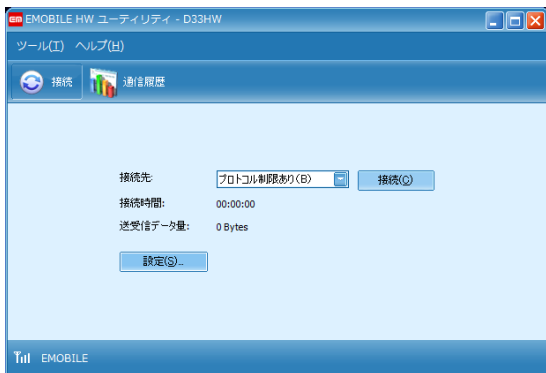 EM EMOBILE HW ユーティリティ - D33HW
ツール(T) ヘルプ(H)
接続 通信履歴
接続先: プロトコル制限あり(B) 接続(C)
接続時間: 00:00:00
送受信データ量: 0 Bytes
設定(S)...
EMOBILE